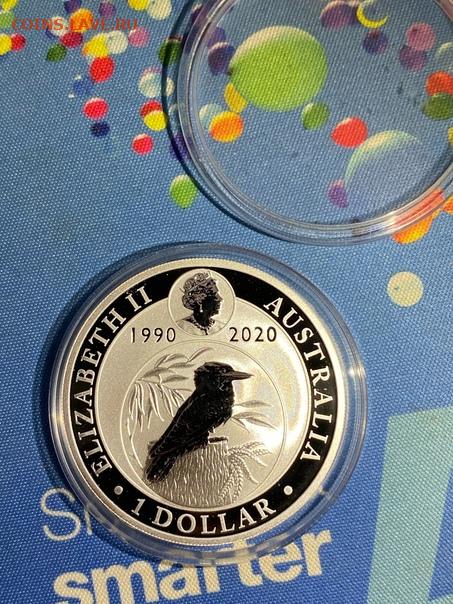 COINS.LAVE.RU
ELIZABETH II
AUSTRALIA
1990 2020
• 1 DOLLAR •
smarter